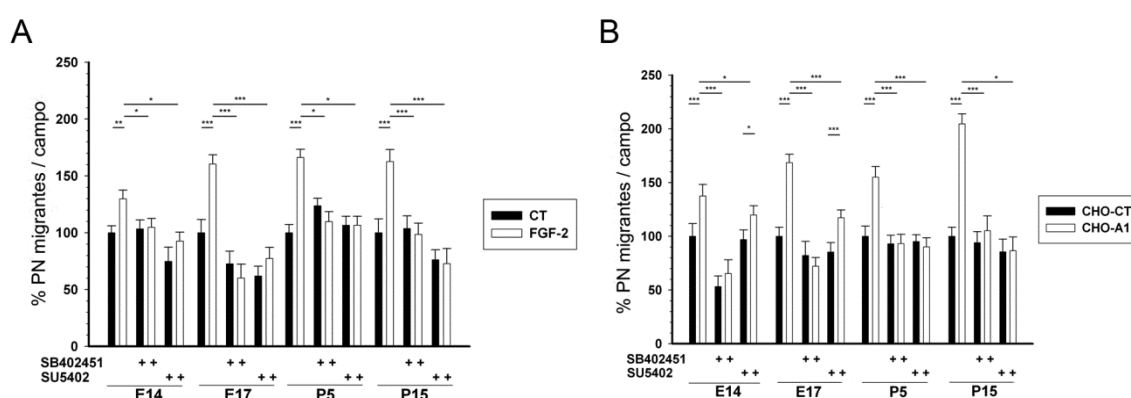 A
250
200
150
100
50
0
% PN migrantes / campo
* *
** *
*** ***
***
* *
*** *
*** ***
***
CT
FGF-2
SB402451 + + + + + + + +
SU5402 + + + + + + + +
E14 E17 P5 P15
B
250
200
150
100
50
0
% PN migrantes / campo
* *** *** *
*** *** *** ***
*** *** *** ***
* ***
CHO-CT
CHO-A1
SB402451 + + + + + + + +
SU5402 + + + + + + + +
E14 E17 P5 P15